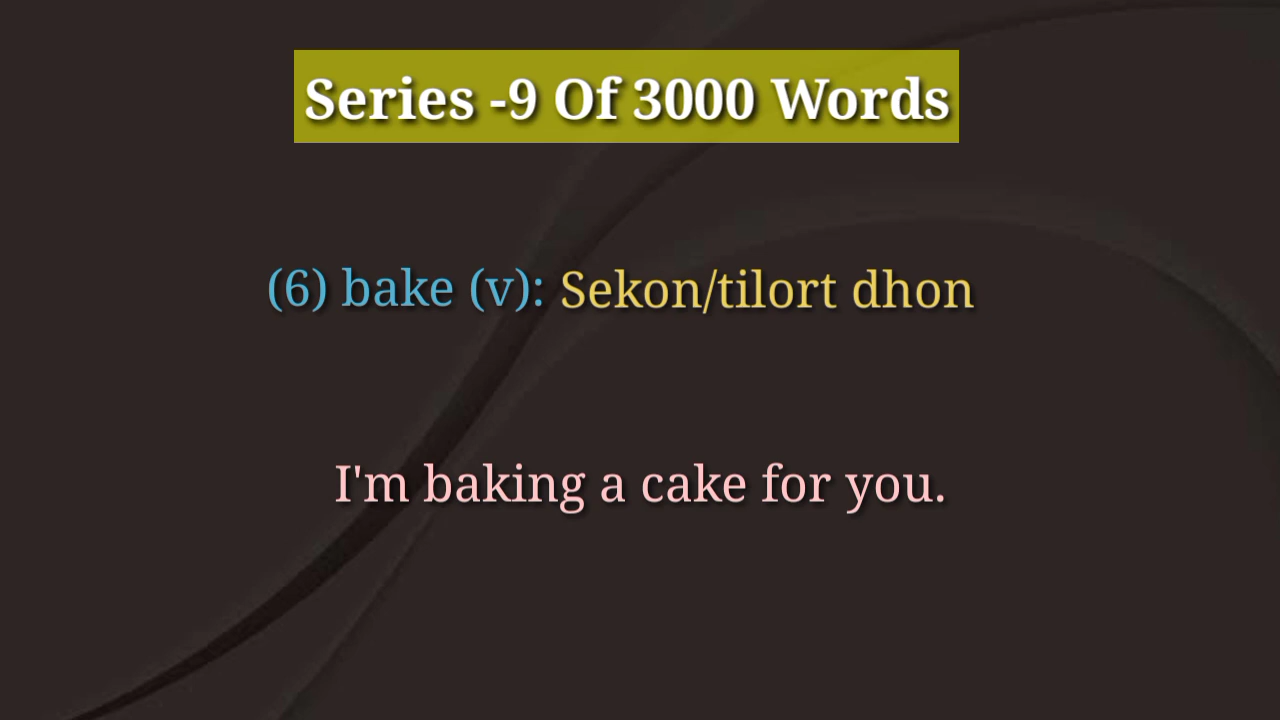 Series -9 Of 3000 Words
(6) bake (v): Sekon/tilort dhon
I'm baking a cake for you.